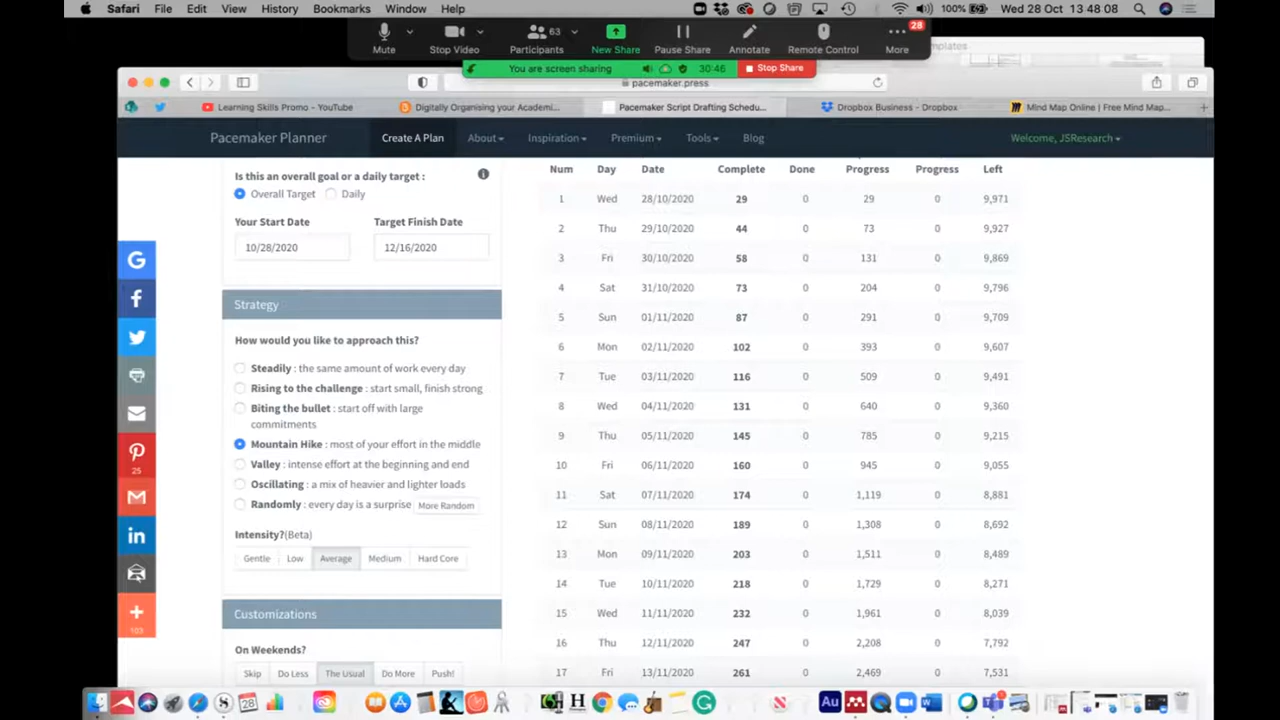 Safari File Edit View History Bookmarks Window Help 100% Wed 28 Oct 13 48 08
63 28
Mute Stop Video Participants New Share Pause Share Annotate Remote Control More
mplates
You are screen sharing 30:46 Stop Share
pacemaker.press
Learning Skills Promo - YouTube Digitally Organising your Academi... Pacemaker Script Drafting Schedu... Dropbox Business - Dropbox Mind Map Online | Free Mind Map...
Pacemaker Planner Create A Plan About Inspiration Premium Tools Blog Welcome, JSResearch
Is this an overall goal or a daily target :
Overall Target Daily
Your Start Date Target Finish Date
10/28/2020 12/16/2020
Strategy
How would you like to approach this?
Steadily : the same amount of work every day
Rising to the challenge : start small, finish strong
Biting the bullet : start off with large
commitments
Mountain Hike : most of your effort in the middle
Valley : intense effort at the beginning and end
Oscillating : a mix of heavier and lighter loads
Randomly : every day is a surprise More Random
Intensity?(Beta)
Gentle Low Average Medium Hard Core
Customizations
On Weekends?
Skip Do Less The Usual Do More Push!
Num Day Date Complete Done Progress Progress Left
1 Wed 28/10/2020 29 0 29 0 9,971
2 Thu 29/10/2020 44 0 73 0 9,927
3 Fri 30/10/2020 58 0 131 0 9,869
4 Sat 31/10/2020 73 0 204 0 9,796
5 Sun 01/11/2020 87 0 291 0 9,709
6 Mon 02/11/2020 102 0 393 0 9,607
7 Tue 03/11/2020 116 0 509 0 9,491
8 Wed 04/11/2020 131 0 640 0 9,360
9 Thu 05/11/2020 145 0 785 0 9,215
10 Fri 06/11/2020 160 0 945 0 9,055
11 Sat 07/11/2020 174 0 1,119 0 8,881
12 Sun 08/11/2020 189 0 1,308 0 8,692
13 Mon 09/11/2020 203 0 1,511 0 8,489
14 Tue 10/11/2020 218 0 1,729 0 8,271
15 Wed 11/11/2020 232 0 1,961 0 8,039
16 Thu 12/11/2020 247 0 2,208 0 7,792
17 Fri 13/11/2020 261 0 2,469 0 7,531
G
25
in
103
28 H Au W